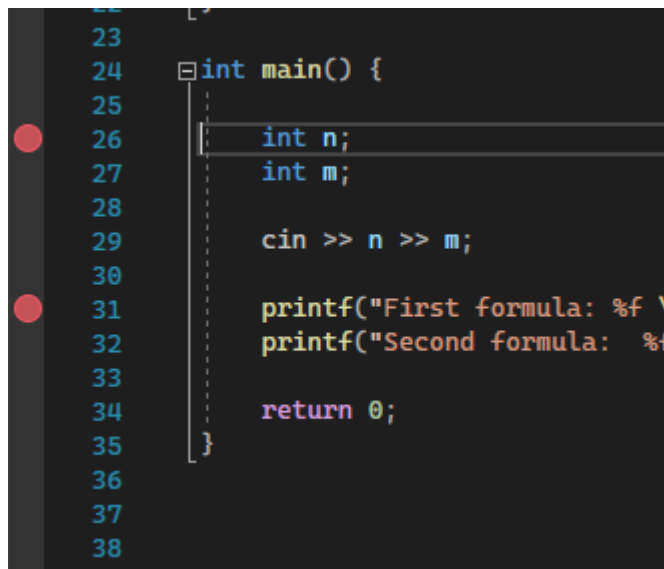 23
24 int main() {
25
26 int n;
27 int m;
28
29 cin >> n >> m;
30
31 printf("First formula: %f \
32 printf("Second formula:  %f
33
34 return 0;
35 }
36
37
38